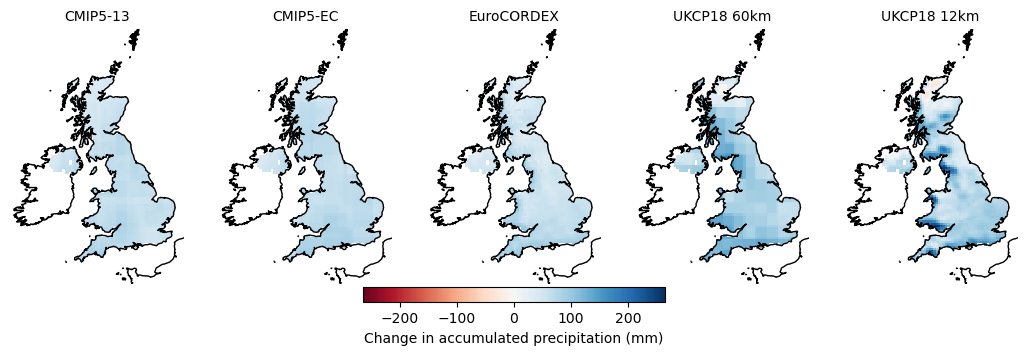 CMIP5-13 CMIP5-EC EuroCORDEX UKCP18 60km UKCP18 12km
−200 −100 0 100 200
Change in accumulated precipitation (mm)